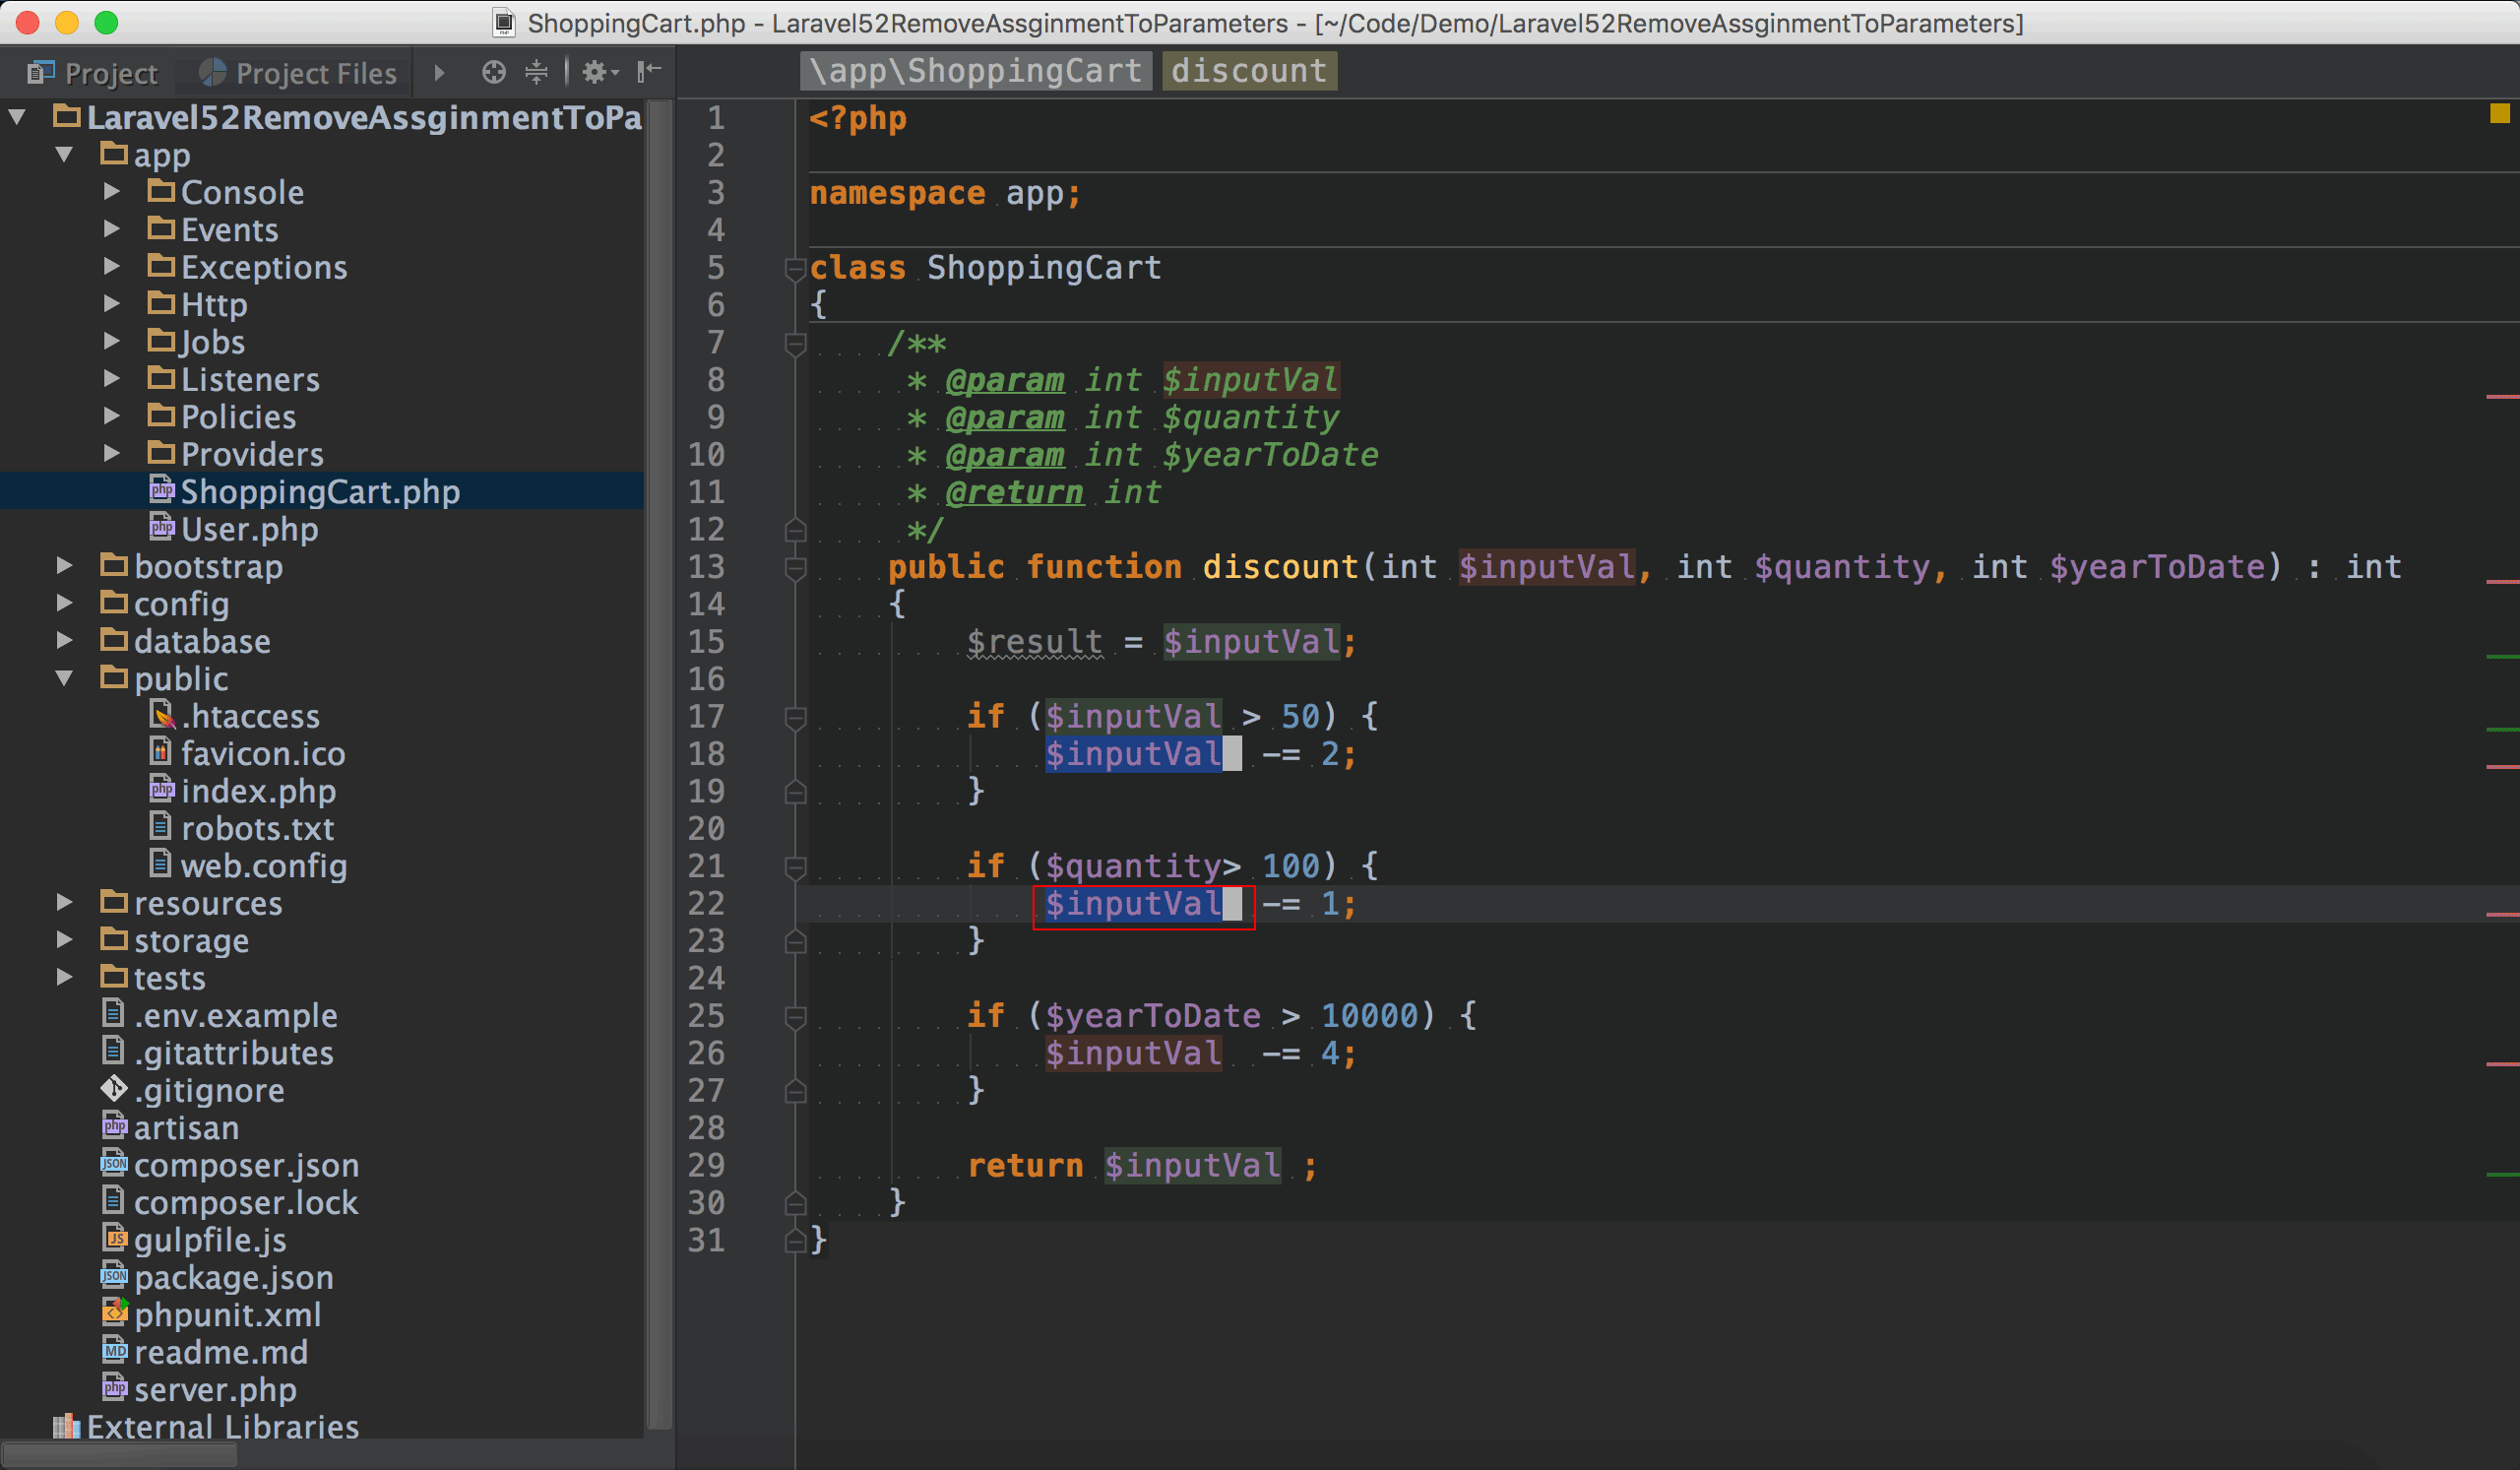 ShoppingCart.php - Laravel52RemoveAssginmentToParameters - [~/Code/Demo/Laravel52RemoveAssginmentToParameters]
Project Project Files
\app\ShoppingCart discount
Laravel52RemoveAssginmentToPa
app
Console
Events
Exceptions
Http
Jobs
Listeners
Policies
Providers
ShoppingCart.php
User.php
bootstrap
config
database
public
.htaccess
favicon.ico
index.php
robots.txt
web.config
resources
storage
tests
.env.example
.gitattributes
.gitignore
artisan
composer.json
composer.lock
gulpfile.js
package.json
phpunit.xml
readme.md
server.php
External Libraries
1 <?php
2
3 namespace app;
4
5 class ShoppingCart
6 {
7 /**
8 * @param int $inputVal
9 * @param int $quantity
10 * @param int $yearToDate
11 * @return int
12 */
13 public function discount(int $inputVal, int $quantity, int $yearToDate) : int
14 {
15 $result = $inputVal;
16
17 if ($inputVal > 50) {
18 $inputVal -= 2;
19 }
20
21 if ($quantity> 100) {
22 $inputVal -= 1;
23 }
24
25 if ($yearToDate > 10000) {
26 $inputVal -= 4;
27 }
28
29 return $inputVal ;
30 }
31 }